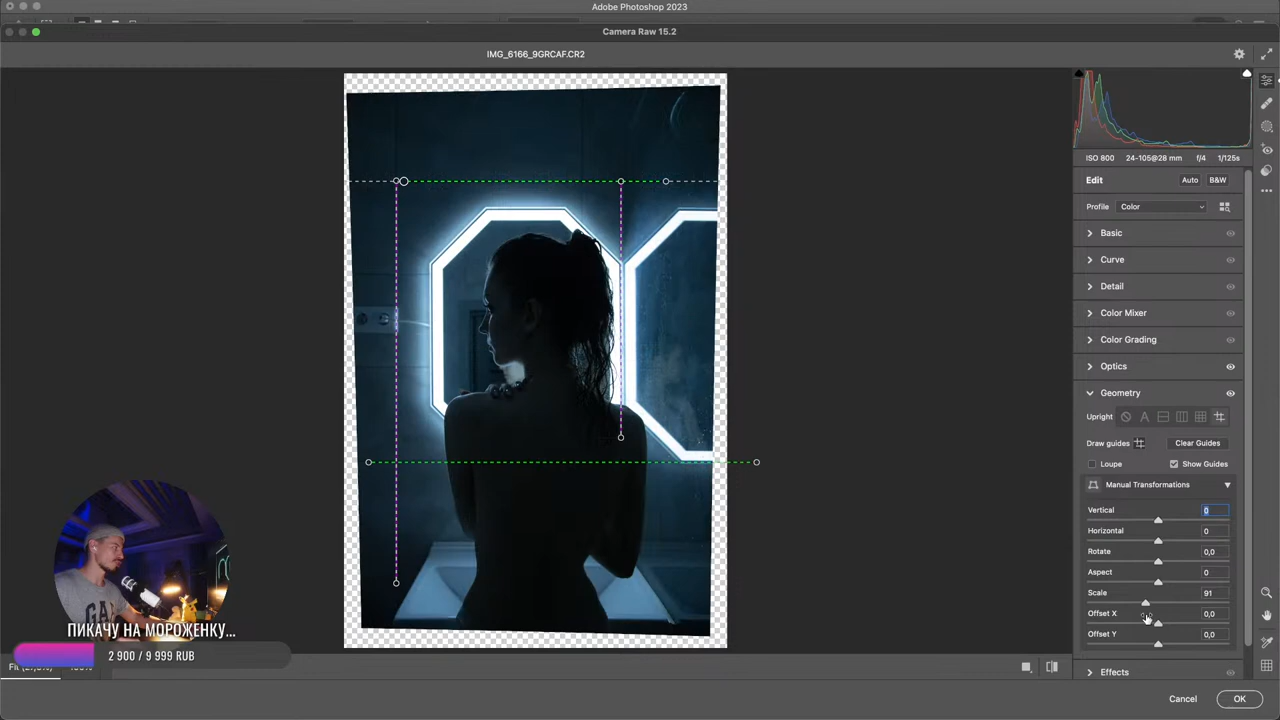 Adobe Photoshop 2023
Camera Raw 15.2
IMG_6166_9GRCAF.CR2
ISO 800 24-105@28 mm f/4 1/125s
Edit Auto B&W
Profile Color
Basic
Curve
Detail
Color Mixer
Color Grading
Optics
Geometry
Upright
Draw guides Clear Guides
Loupe Show Guides
Manual Transformations
Vertical 0
Horizontal 0
Rotate 0,0
Aspect 0
Scale 91
Offset X 0,0
Offset Y 0,0
Effects
ПИКАЧУ НА МОРОЖЕНКУ...
2 900 / 9 999 RUB
Cancel OK